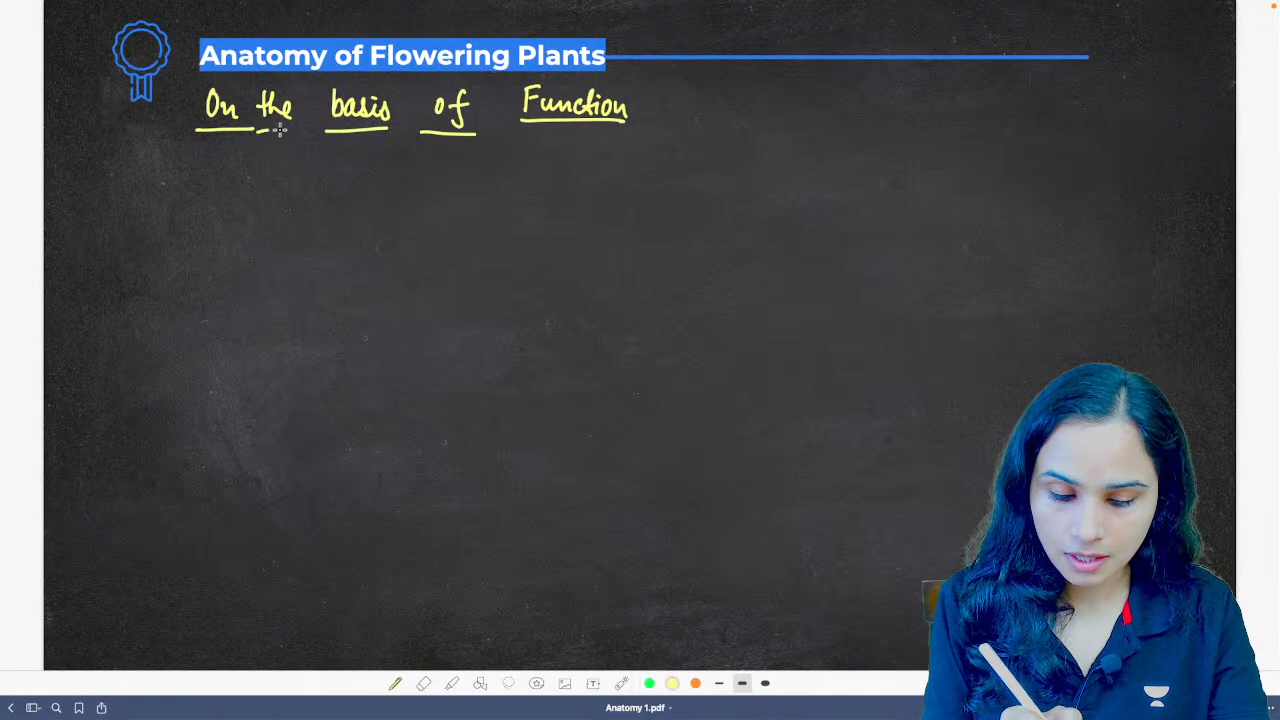 Anatomy of Flowering Plants
On the basis of Function
Anatomy 1.pdf